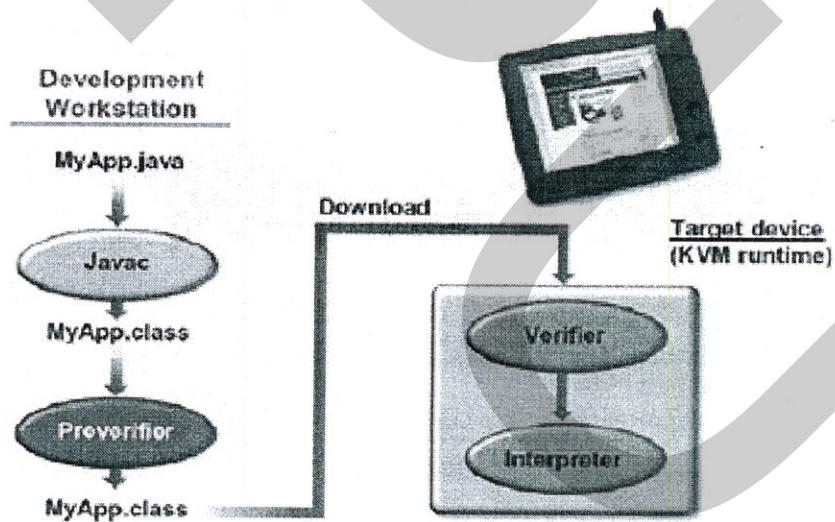 Development
Workstation
MyApp.java
Javac
MyApp.class
Preverifier
MyApp.class
Download
Target device
(KVM runtime)
Verifier
Interpreter